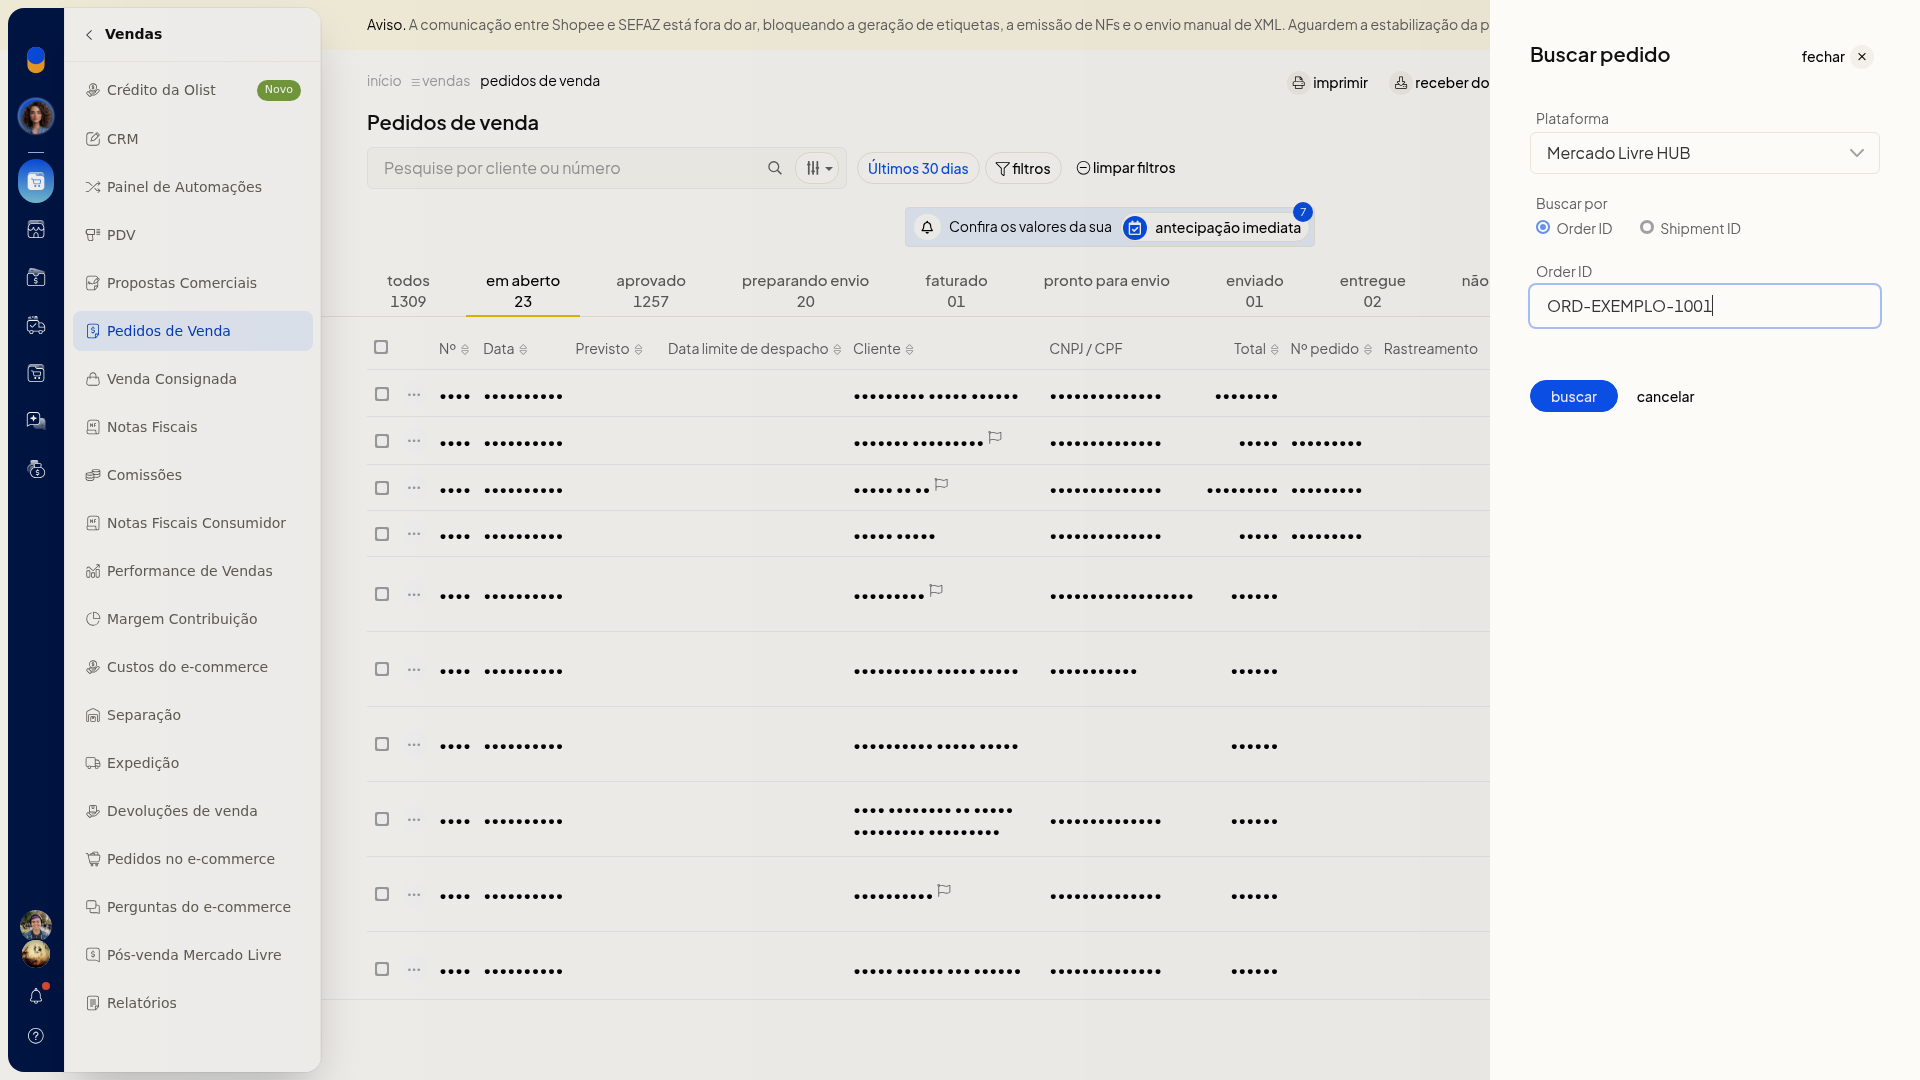 Vendas
Crédito da Olist Novo
CRM
Painel de Automações
PDV
Propostas Comerciais
Pedidos de Venda
Venda Consignada
Notas Fiscais
Comissões
Notas Fiscais Consumidor
Performance de Vendas
Margem Contribuição
Custos do e-commerce
Separação
Expedição
Devoluções de venda
Pedidos no e-commerce
Perguntas do e-commerce
Pós-venda Mercado Livre
Relatórios
Aviso. A comunicação entre Shopee e SEFAZ está fora do ar, bloqueando a geração de etiquetas, a emissão de NFs e o envio manual de XML. Aguardem a estabilização da p
início vendas pedidos de venda
imprimir receber do
Pedidos de venda
Pesquise por cliente ou número
Últimos 30 dias filtros limpar filtros
Confira os valores da sua antecipação imediata 7
todos em aberto aprovado preparando envio faturado pronto para envio enviado entregue não
1309 23 1257 20 01 01 02
Nº Data Previsto Data limite de despacho Cliente CNPJ / CPF Total Nº pedido Rastreamento
Buscar pedido
fechar
Plataforma
Mercado Livre HUB
Buscar por
Order ID Shipment ID
Order ID
ORD-EXEMPLO-1001
buscar cancelar